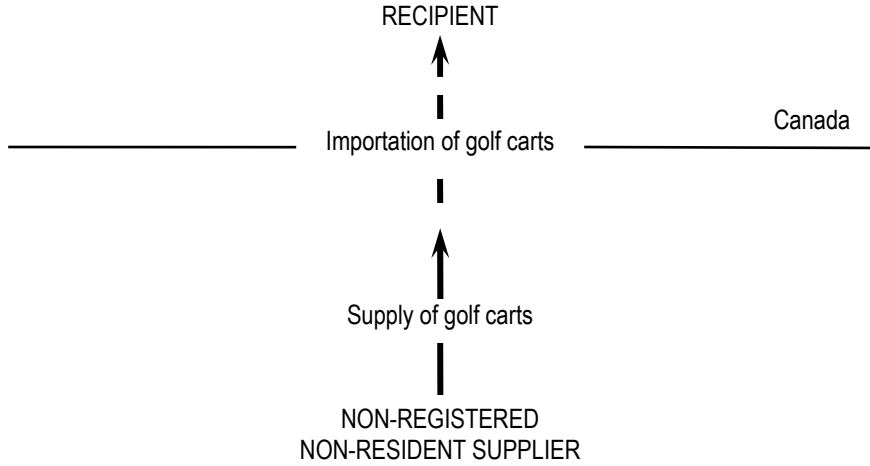 RECIPIENT
Canada
Importation of golf carts
Supply of golf carts
NON-REGISTERED
NON-RESIDENT SUPPLIER